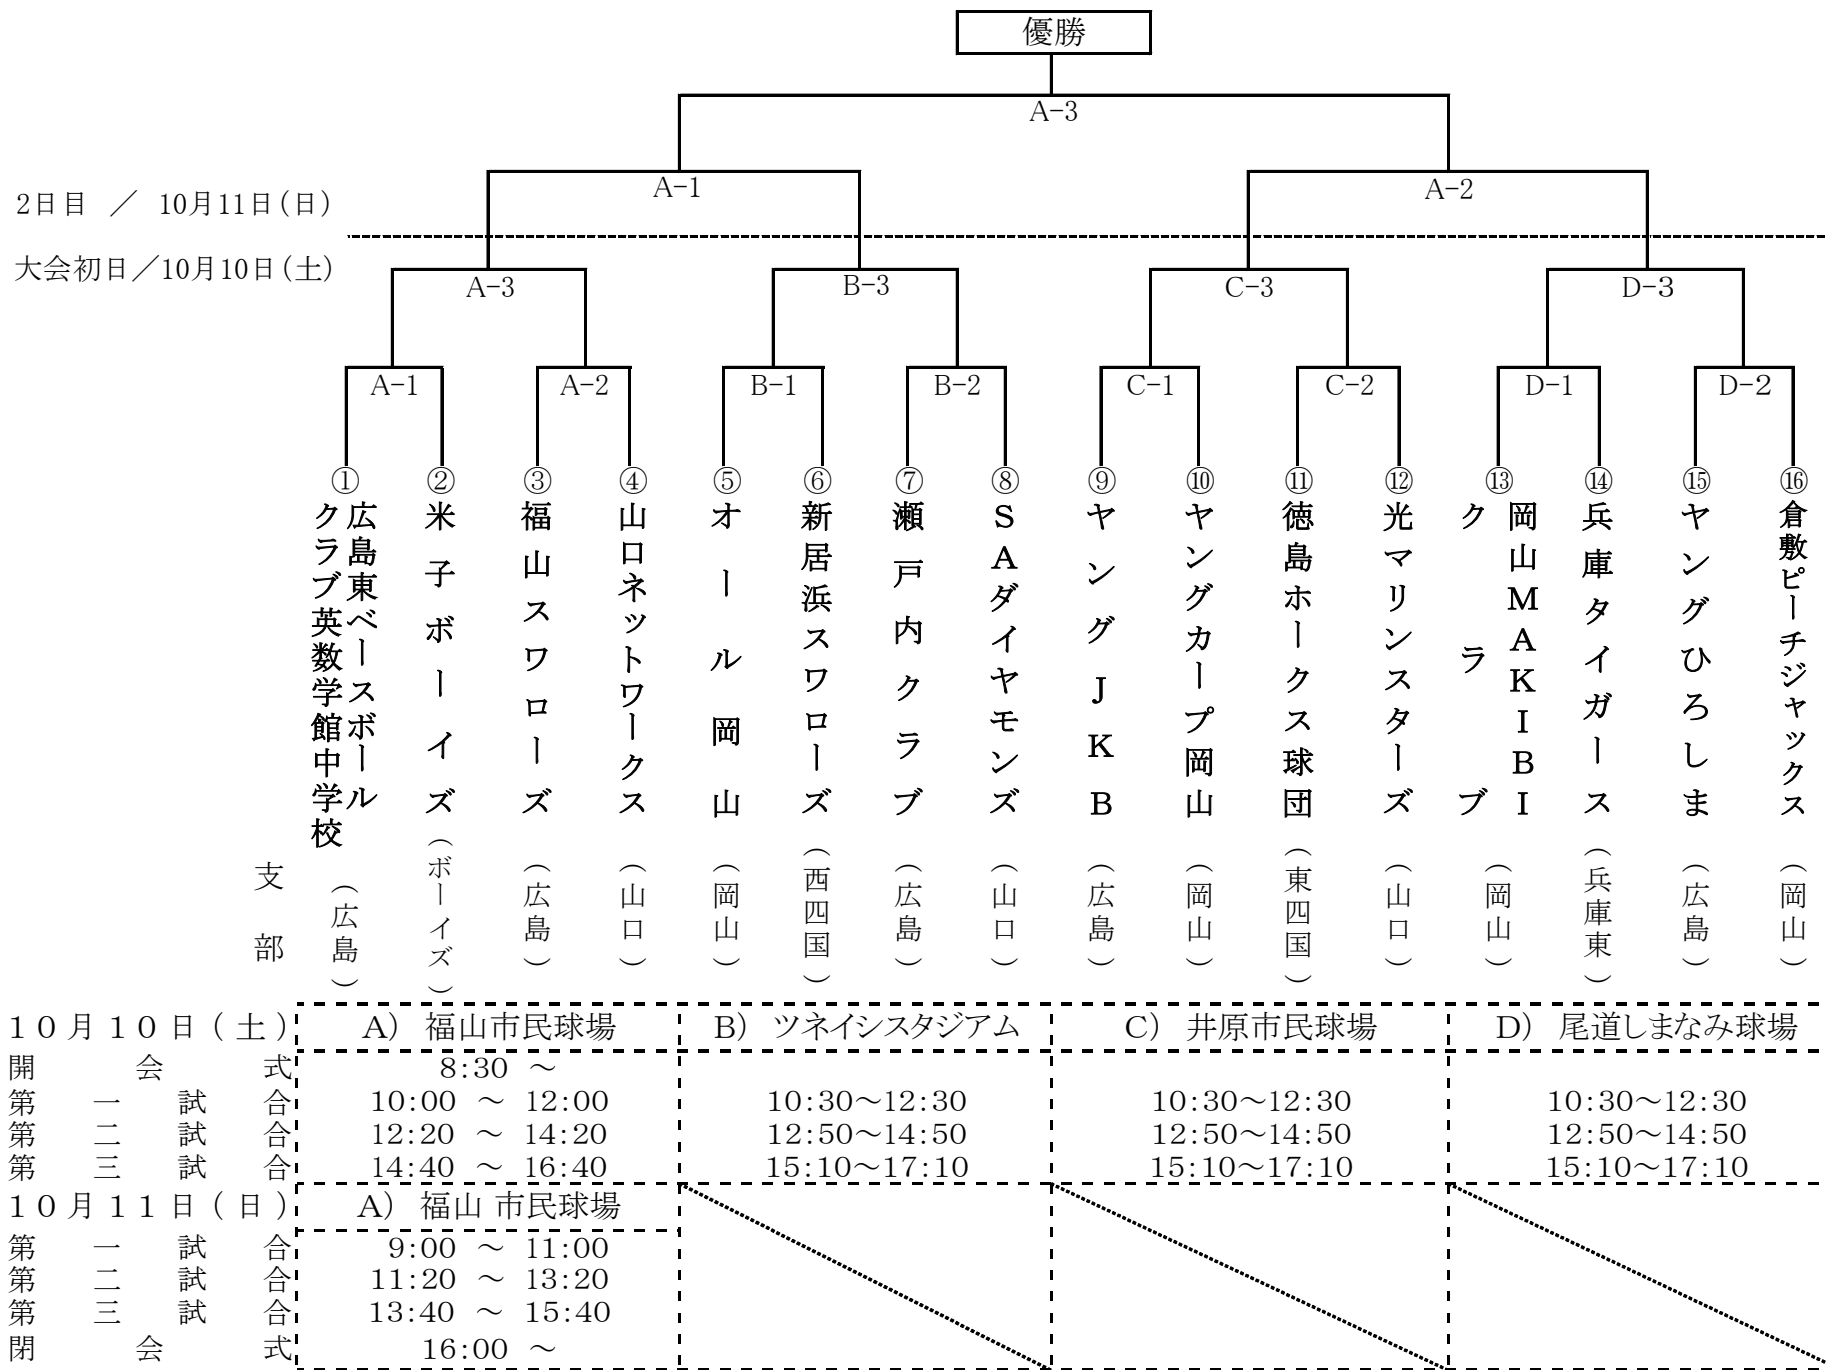 優勝
A-3
A-1
A-2
2日目 ／ 10月11日(日)
大会初日／10月10日(土)
A-3
B-3
C-3
D-3
A-1
A-2
B-1
B-2
C-1
C-2
D-1
D-2
①
②
③
④
⑤
⑥
⑦
⑧
⑨
⑩
⑪
⑫
⑬
⑭
⑮
⑯
広島東ベースボール
クラブ英数学館中学校
米子ボーイズ
福山スワローズ
山口ネットワークス
オール岡山
新居浜スワローズ
瀬戸内クラブ
SAダイヤモンズ
ヤングJKB
ヤングカープ岡山
徳島ホークス球団
光マリンスターズ
岡山MAKIBI
クラブ
兵庫タイガース
ヤングひろしま
倉敷ピーチジャックス
支部
(広島)
(ボーイズ)
(広島)
(山口)
(岡山)
(西四国)
(広島)
(山口)
(広島)
(岡山)
(東四国)
(山口)
(岡山)
(兵庫東)
(広島)
(岡山)
10月10日(土) A) 福山市民球場 B) ツネイシスタジアム C) 井原市民球場 D) 尾道しまなみ球場
開会式 8:30 ～
第一試合 10:00 ～ 12:00 10:30～12:30 10:30～12:30 10:30～12:30
第二試合 12:20 ～ 14:20 12:50～14:50 12:50～14:50 12:50～14:50
第三試合 14:40 ～ 16:40 15:10～17:10 15:10～17:10 15:10～17:10
10月11日(日) A) 福山 市民球場
第一試合 9:00 ～ 11:00
第二試合 11:20 ～ 13:20
第三試合 13:40 ～ 15:40
閉会式 16:00 ～